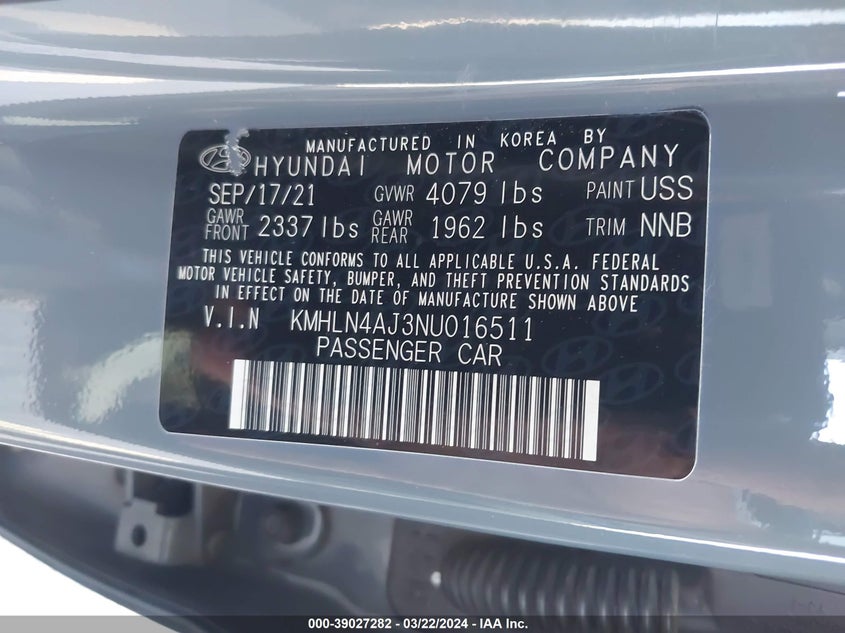 MANUFACTURED IN KOREA BY
HYUNDAI MOTOR COMPANY
SEP/17/21 GVWR 4079 lbs PAINT USS
GAWR FRONT 2337 lbs GAWR REAR 1962 lbs TRIM NNB
THIS VEHICLE CONFORMS TO ALL APPLICABLE U.S.A. FEDERAL
MOTOR VEHICLE SAFETY, BUMPER, AND THEFT PREVENTION STANDARDS
IN EFFECT ON THE DATE OF MANUFACTURE SHOWN ABOVE
V.I.N KMHLN4AJ3NU016511
PASSENGER CAR
000-39027282 - 03/22/2024 - IAA Inc.